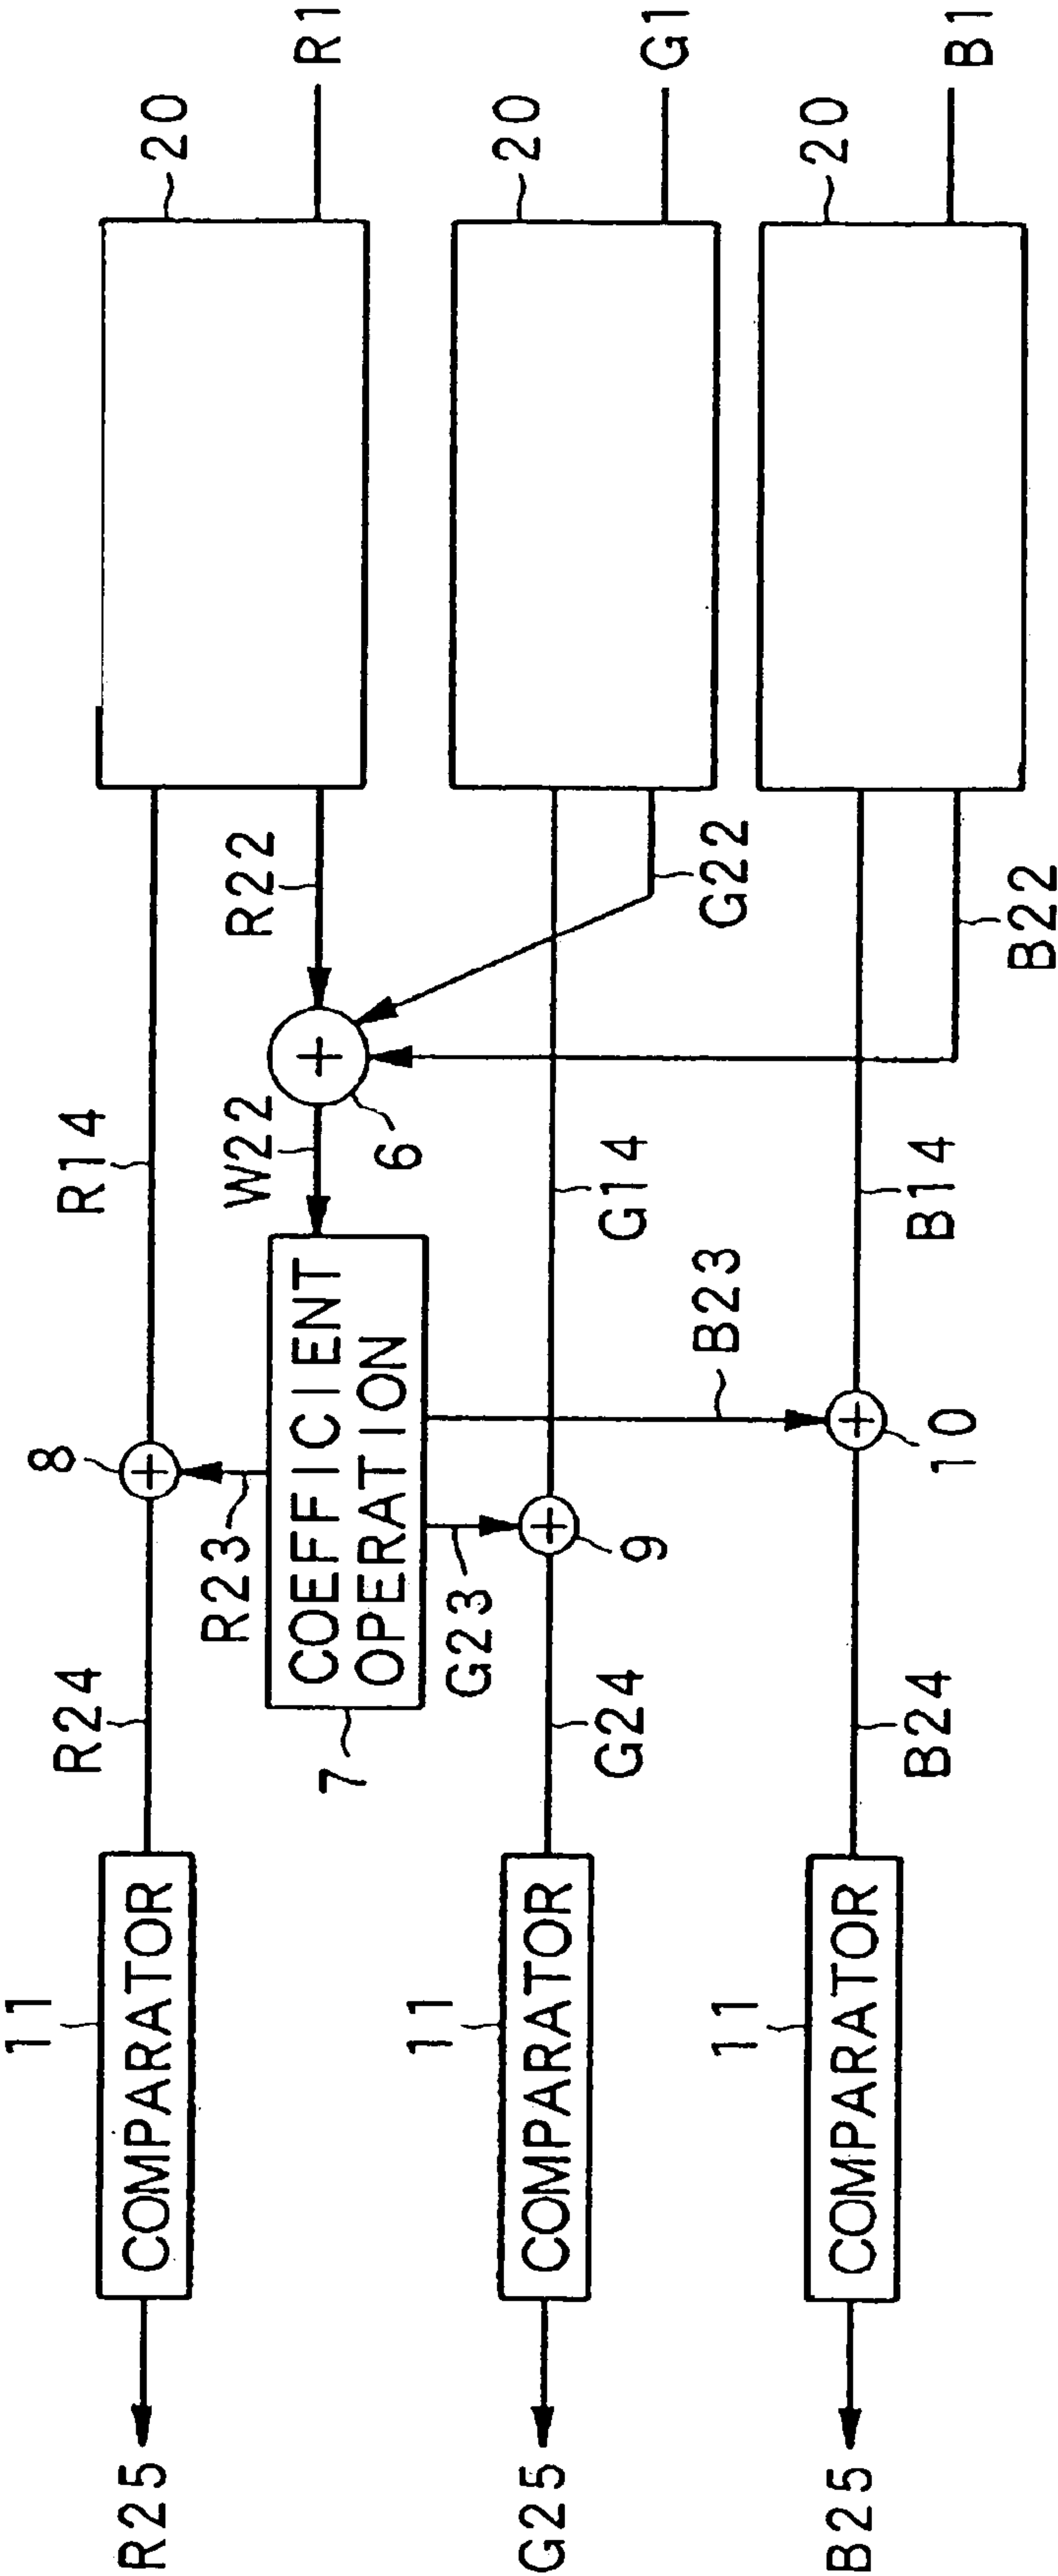 R1
20
G1
20
B1
20
R22
G22
B22
R14
W22
6
G14
B14
COEFFICIENT
OPERATION
B23
8
R23
G23
9
10
R24
7
G24
B24
11
COMPARATOR
11
COMPARATOR
11
COMPARATOR
R25
G25
B25